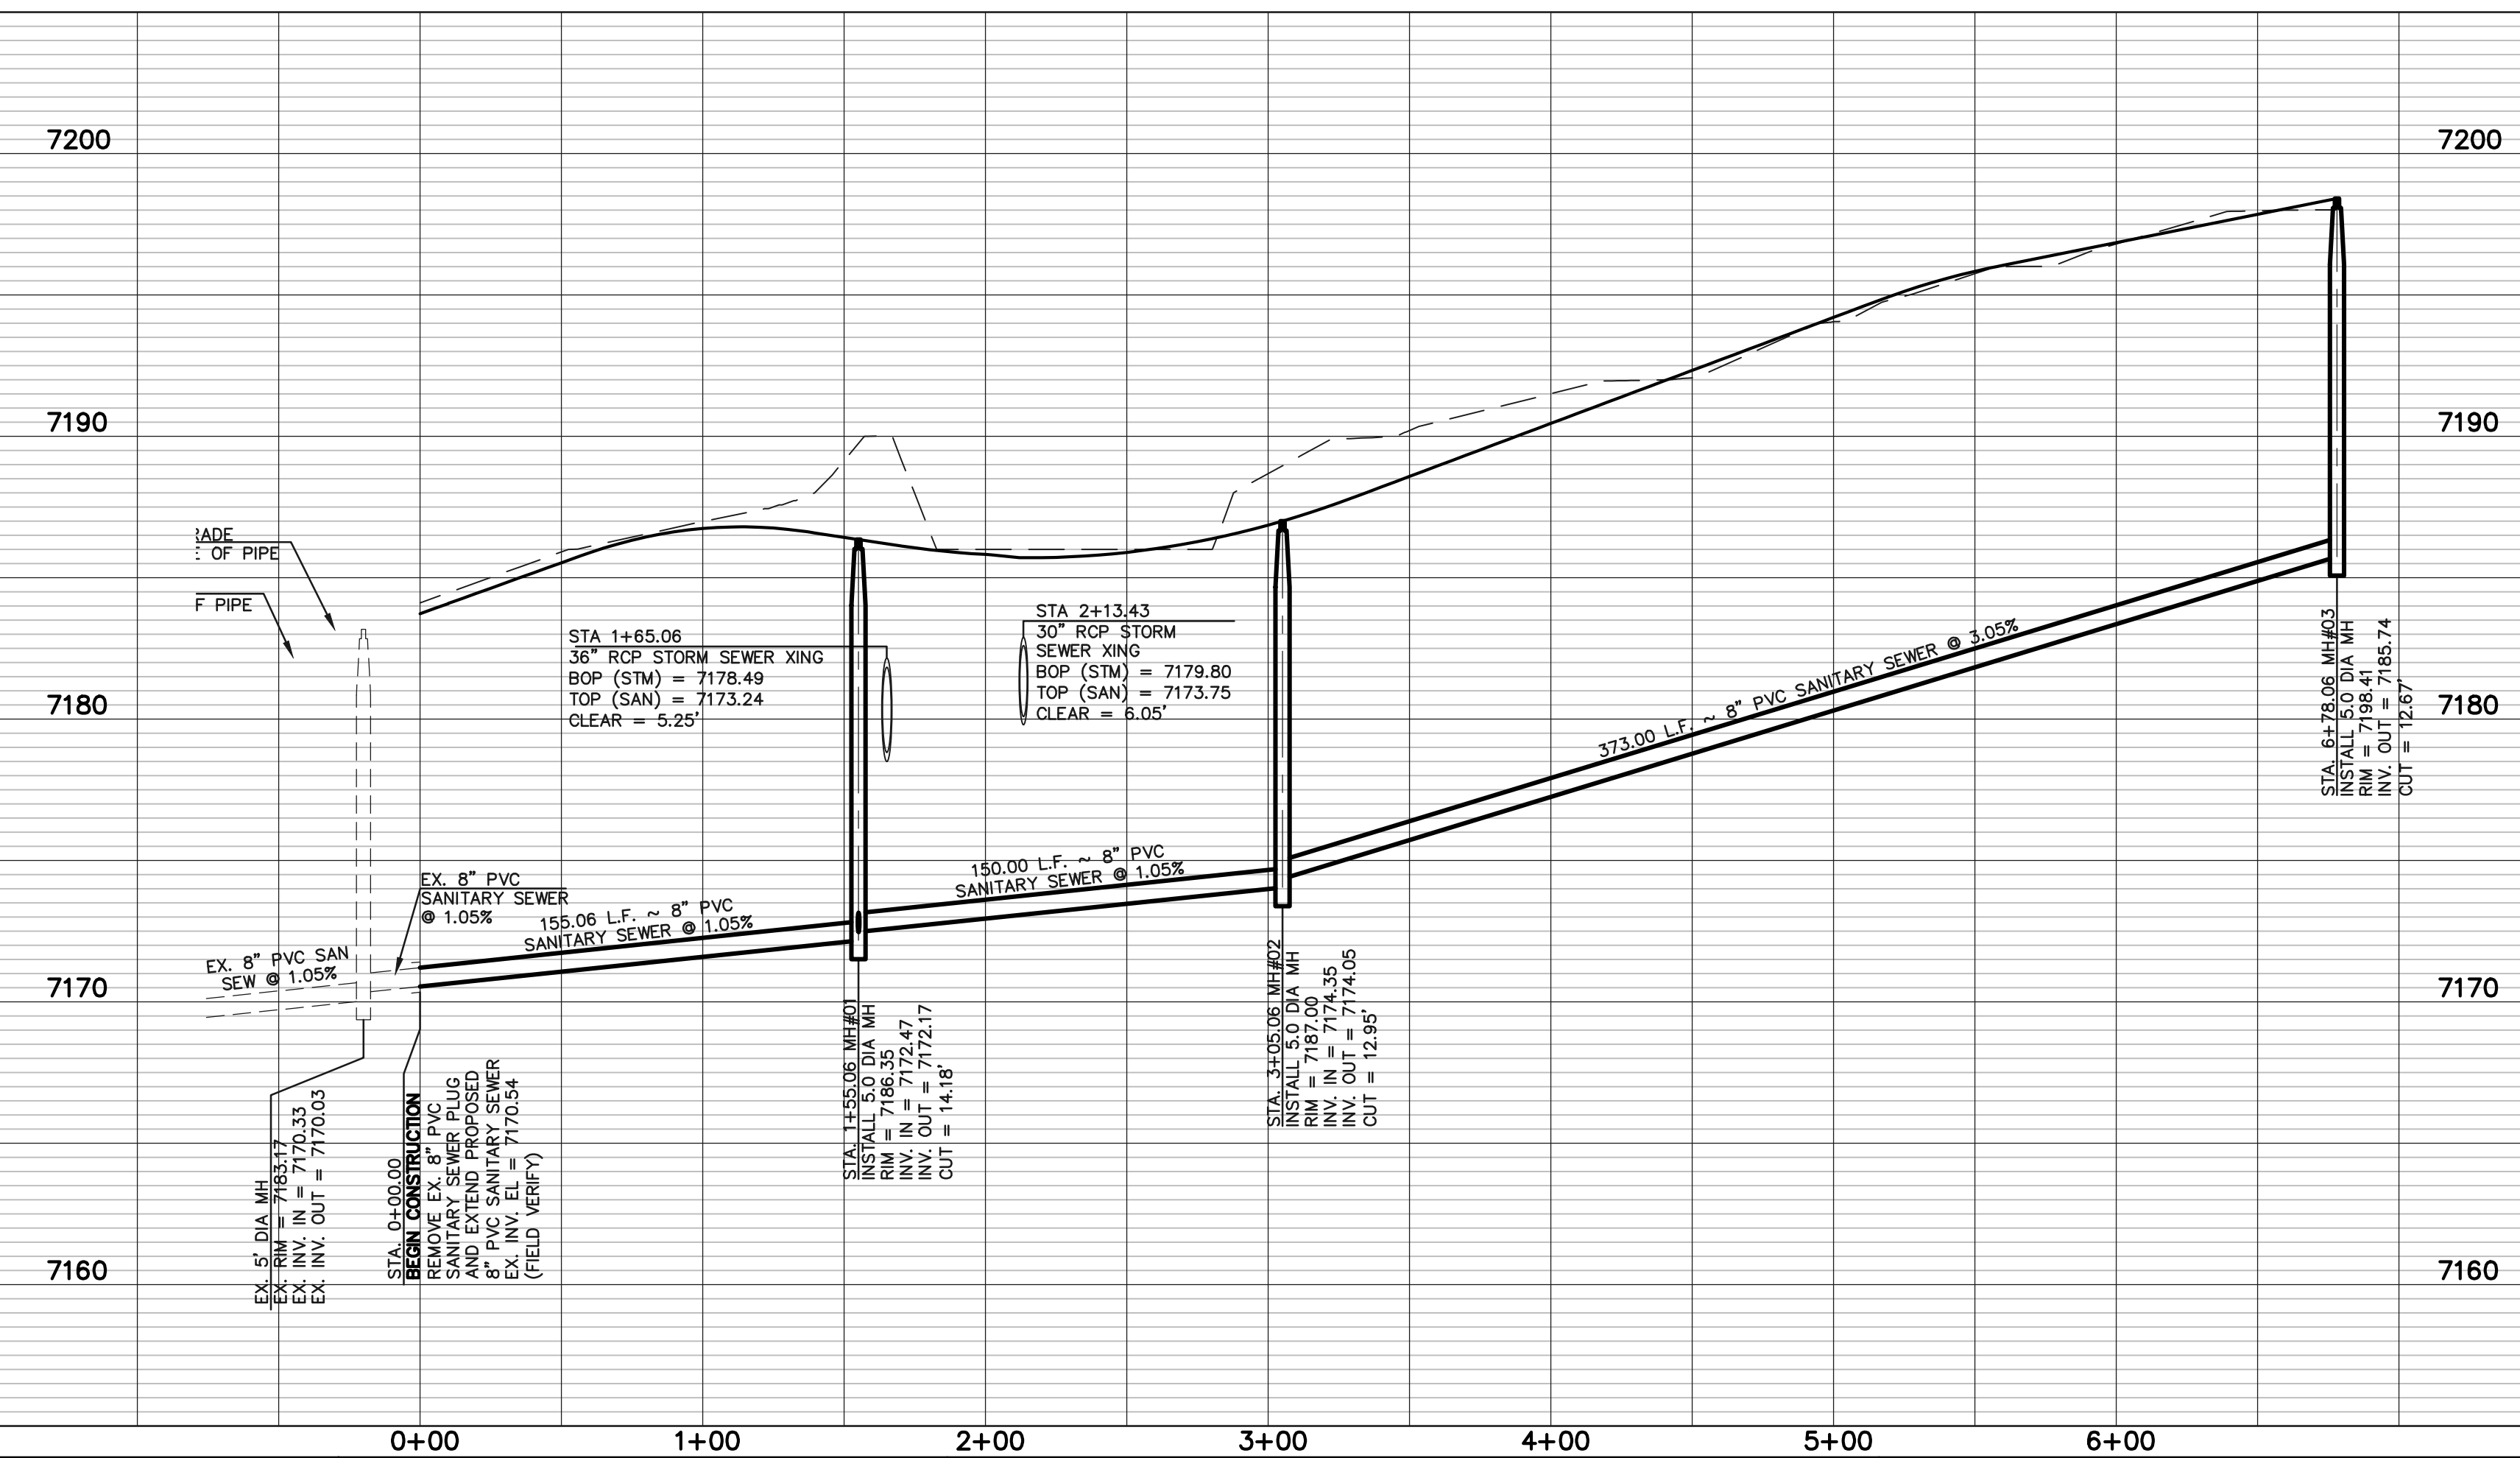 7200
7200
7190
7190
RADE
OF PIPE
F PIPE
STA 1+65.06
36" RCP STORM SEWER XING
BOP (STM) = 7178.49
TOP (SAN) = 7173.24
CLEAR = 5.25'
STA 2+13.43
30" RCP STORM
SEWER XING
BOP (STM) = 7179.80
TOP (SAN) = 7173.75
CLEAR = 6.05'
373.00 L.F. ~ 8" PVC SANITARY SEWER @ 3.05%
STA. 6+78.06 MH#03
INSTALL 5.0 DIA MH
RIM = 7198.41
INV. OUT = 7185.74
CUT = 12.67'
7180
7180
EX. 8" PVC
SANITARY SEWER
@ 1.05%
155.06 L.F. ~ 8" PVC
SANITARY SEWER @ 1.05%
150.00 L.F. ~ 8" PVC
SANITARY SEWER @ 1.05%
EX. 8" PVC SAN
SEW @ 1.05%
7170
7170
EX. 5' DIA MH
EX. RIM = 7183.17
EX. INV. IN = 7170.33
EX. INV. OUT = 7170.03
STA. 0+00.00
BEGIN CONSTRUCTION
REMOVE EX. 8" PVC
SANITARY SEWER PLUG
AND EXTEND PROPOSED
8" PVC SANITARY SEWER
EX. INV. EL = 7170.54
(FIELD VERIFY)
STA. 1+55.06 MH#01
INSTALL 5.0 DIA MH
RIM = 7186.35
INV. IN = 7172.47
INV. OUT = 7172.17
CUT = 14.18'
STA. 3+05.06 MH#02
INSTALL 5.0 DIA MH
RIM = 7187.00
INV. IN = 7174.35
INV. OUT = 7174.05
CUT = 12.95'
7160
7160
0+00
1+00
2+00
3+00
4+00
5+00
6+00